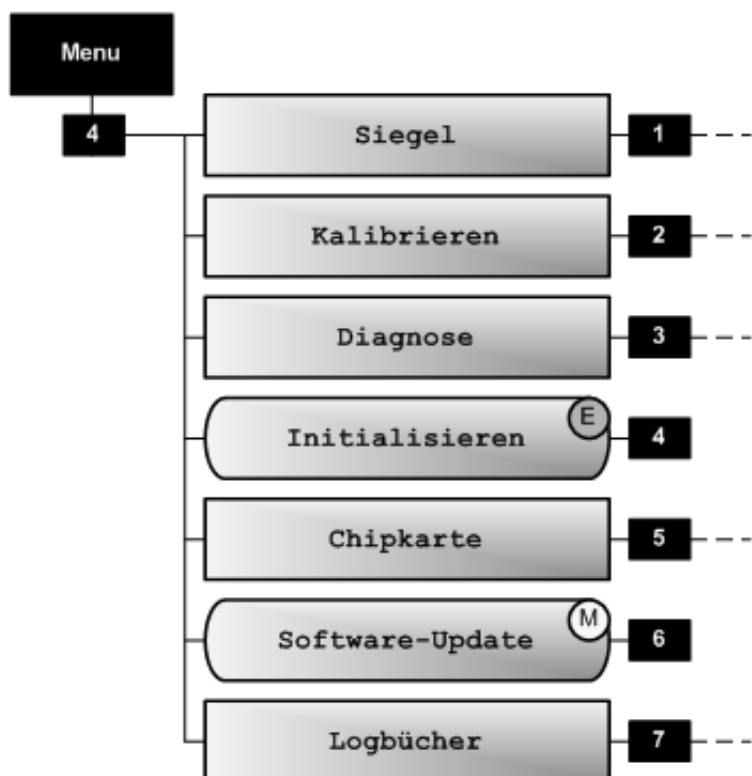 Menu
4
Siegel 1
Kalibrieren 2
Diagnose 3
Initialisieren E 4
Chipkarte 5
Software-Update M 6
Logbücher 7